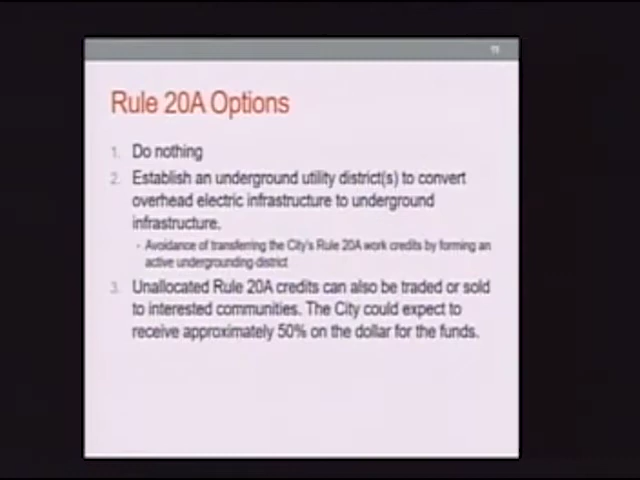 Rule 20A Options
1. Do nothing
2. Establish an underground utility district(s) to convert
overhead electric infrastructure to underground
infrastructure.
- Avoidance of transferring the City's Rule 20A work credits by forming an
active undergrounding district
3. Unallocated Rule 20A credits can also be traded or sold
to interested communities. The City could expect to
receive approximately 50% on the dollar for the funds.